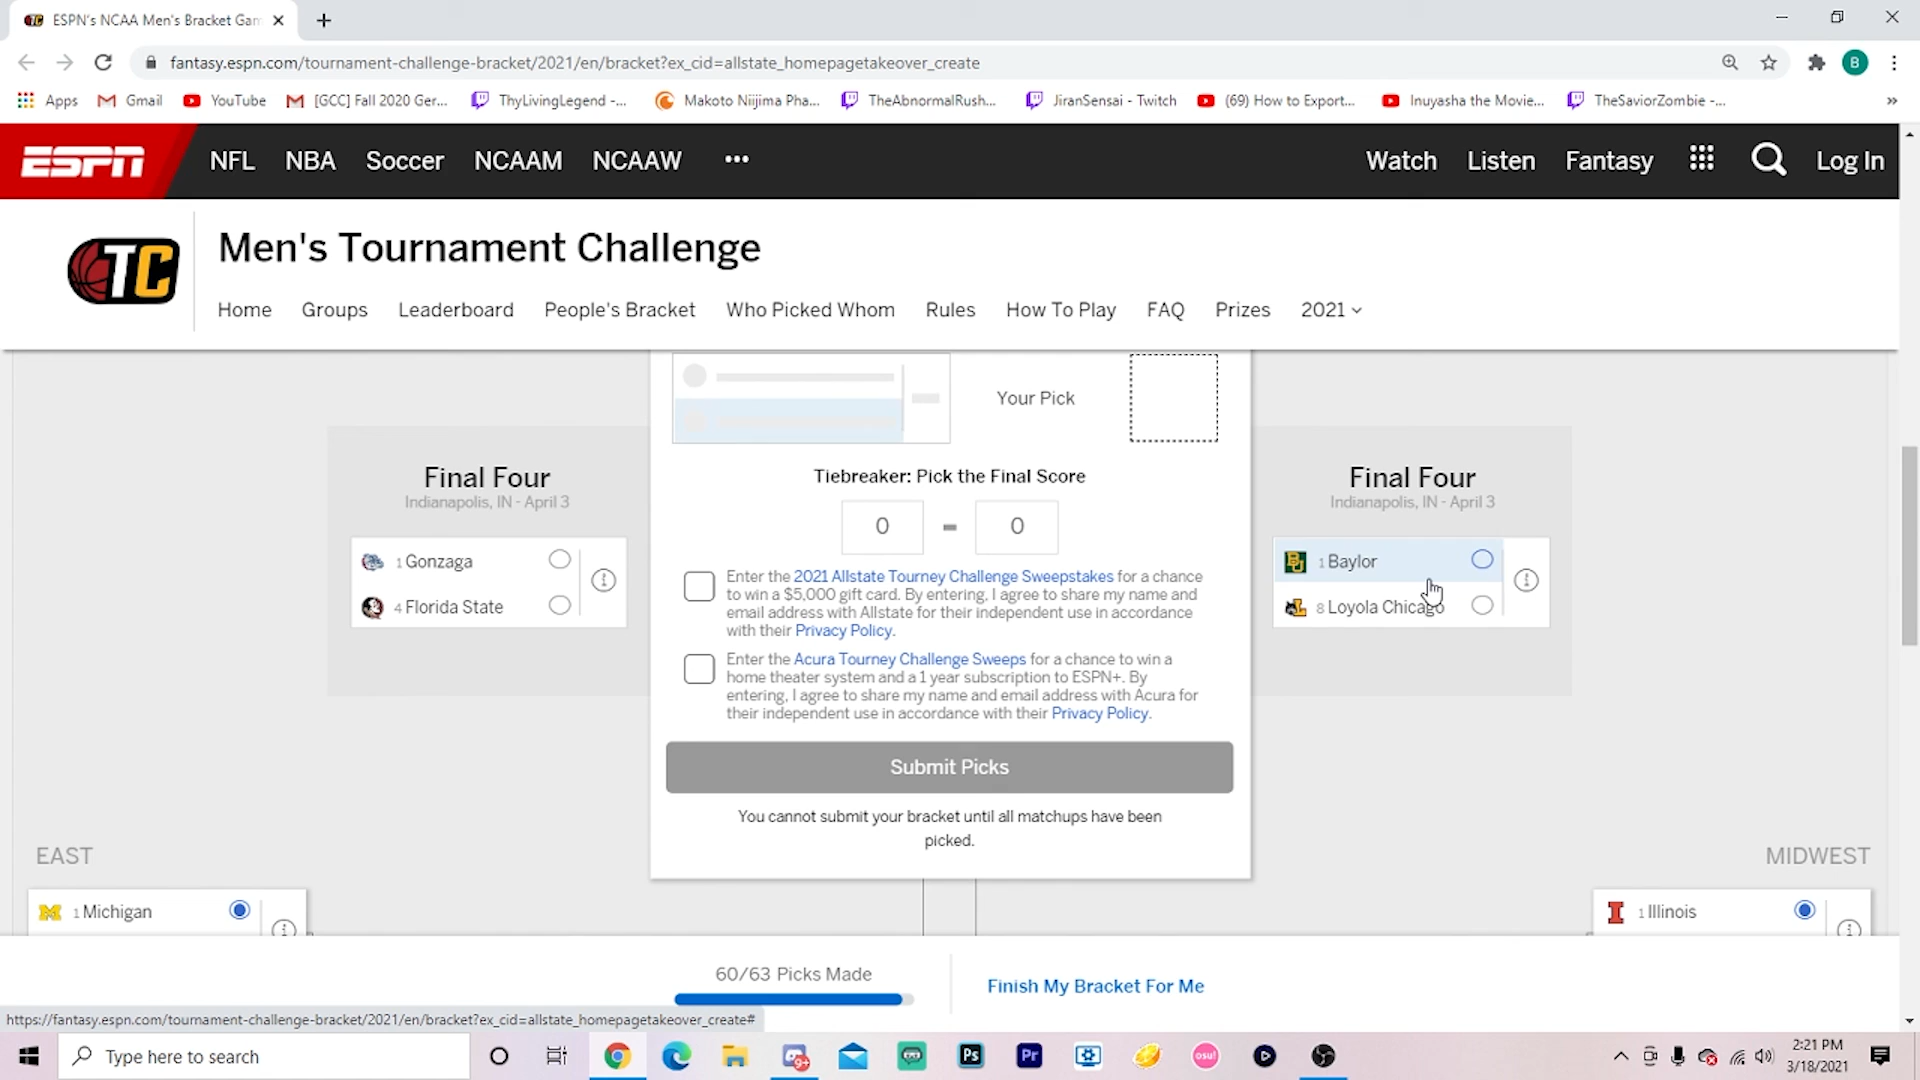 ESPN's NCAA Men's Bracket Gam
fantasy.espn.com/tournament-challenge-bracket/2021/en/bracket?ex_cid=allstate_homepagetakeover_create
B
Apps Gmail YouTube [GCC] Fall 2020 Ger... ThyLivingLegend -... Makoto Niijima Pha... TheAbnormalRush... JiranSensai - Twitch (69) How to Export... Inuyasha the Movie... TheSaviorZombie -... »
ESPN NFL NBA Soccer NCAAM NCAAW ••• Watch Listen Fantasy Log In
TC
Men's Tournament Challenge
Home Groups Leaderboard People's Bracket Who Picked Whom Rules How To Play FAQ Prizes 2021
Your Pick
Final Four
Indianapolis, IN - April 3
1 Gonzaga
4 Florida State
Tiebreaker: Pick the Final Score
0 - 0
Enter the 2021 Allstate Tourney Challenge Sweepstakes for a chance
to win a $5,000 gift card. By entering, I agree to share my name and
email address with Allstate for their independent use in accordance
with their Privacy Policy.
Enter the Acura Tourney Challenge Sweeps for a chance to win a
home theater system and a 1 year subscription to ESPN+. By
entering, I agree to share my name and email address with Acura for
their independent use in accordance with their Privacy Policy.
Submit Picks
You cannot submit your bracket until all matchups have been
picked.
Final Four
Indianapolis, IN - April 3
1 Baylor
8 Loyola Chicago
EAST
1 Michigan
MIDWEST
1 Illinois
60/63 Picks Made
Finish My Bracket For Me
https://fantasy.espn.com/tournament-challenge-bracket/2021/en/bracket?ex_cid=allstate_homepagetakeover_create#
Type here to search
9+
Ps
Pr
osu!
2:21 PM
3/18/2021